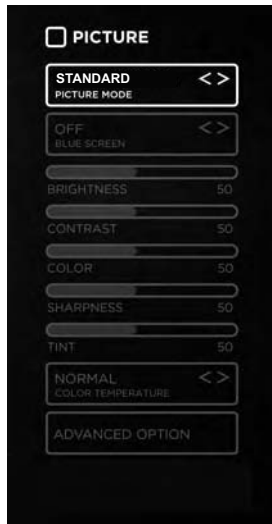 PICTURE
STANDARD < >
PICTURE MODE
OFF < >
BLUE SCREEN
BRIGHTNESS 50
CONTRAST 50
COLOR 50
SHARPNESS 50
TINT 50
NORMAL < >
COLOR TEMPERATURE
ADVANCED OPTION